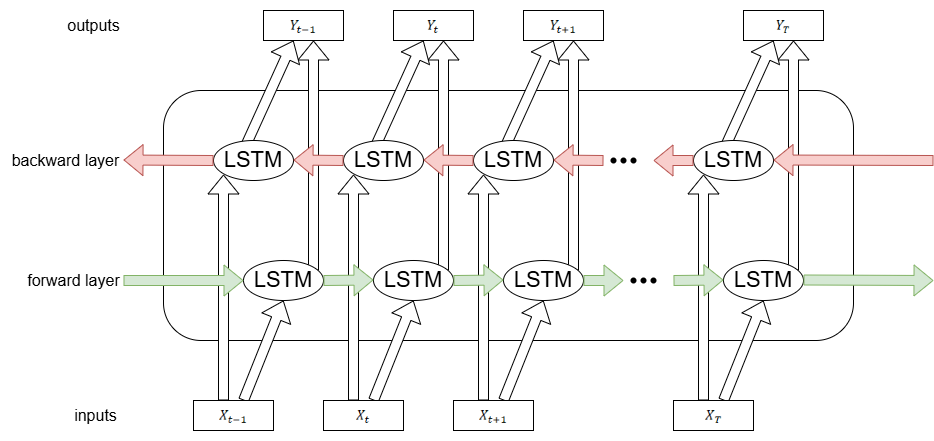 outputs Y_{t−1} Y_t Y_{t+1} Y_T
backward layer LSTM LSTM LSTM ••• LSTM
forward layer LSTM LSTM LSTM ••• LSTM
inputs X_{t−1} X_t X_{t+1} X_T